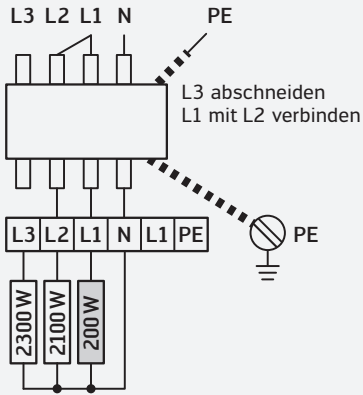 L3 L2 L1 N PE
L3 abschneiden
L1 mit L2 verbinden
L3 L2 L1 N L1 PE
PE
2300 W
2100 W
200 W